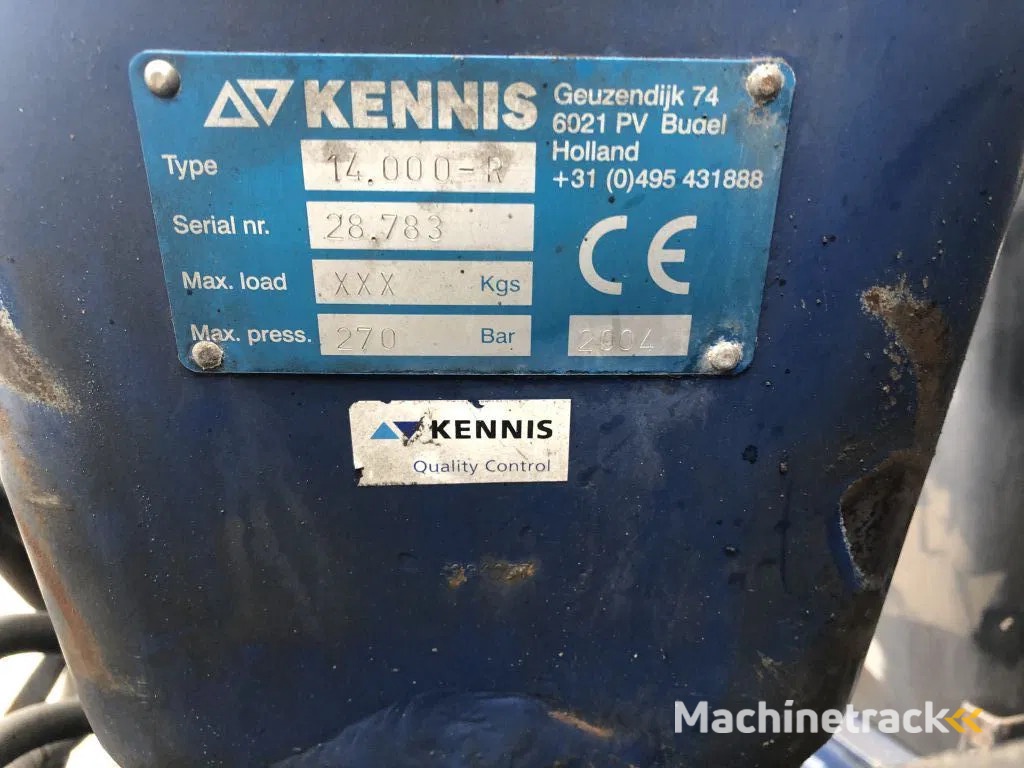 KENNIS
Geuzendijk 74
6021 PV Budel
Holland
+31 (0)495 431888
Type 14.000-R
Serial nr. 28.783
Max. load XXX Kgs
Max. press. 270 Bar 2004
CE
KENNIS
Quality Control
Machinetrack